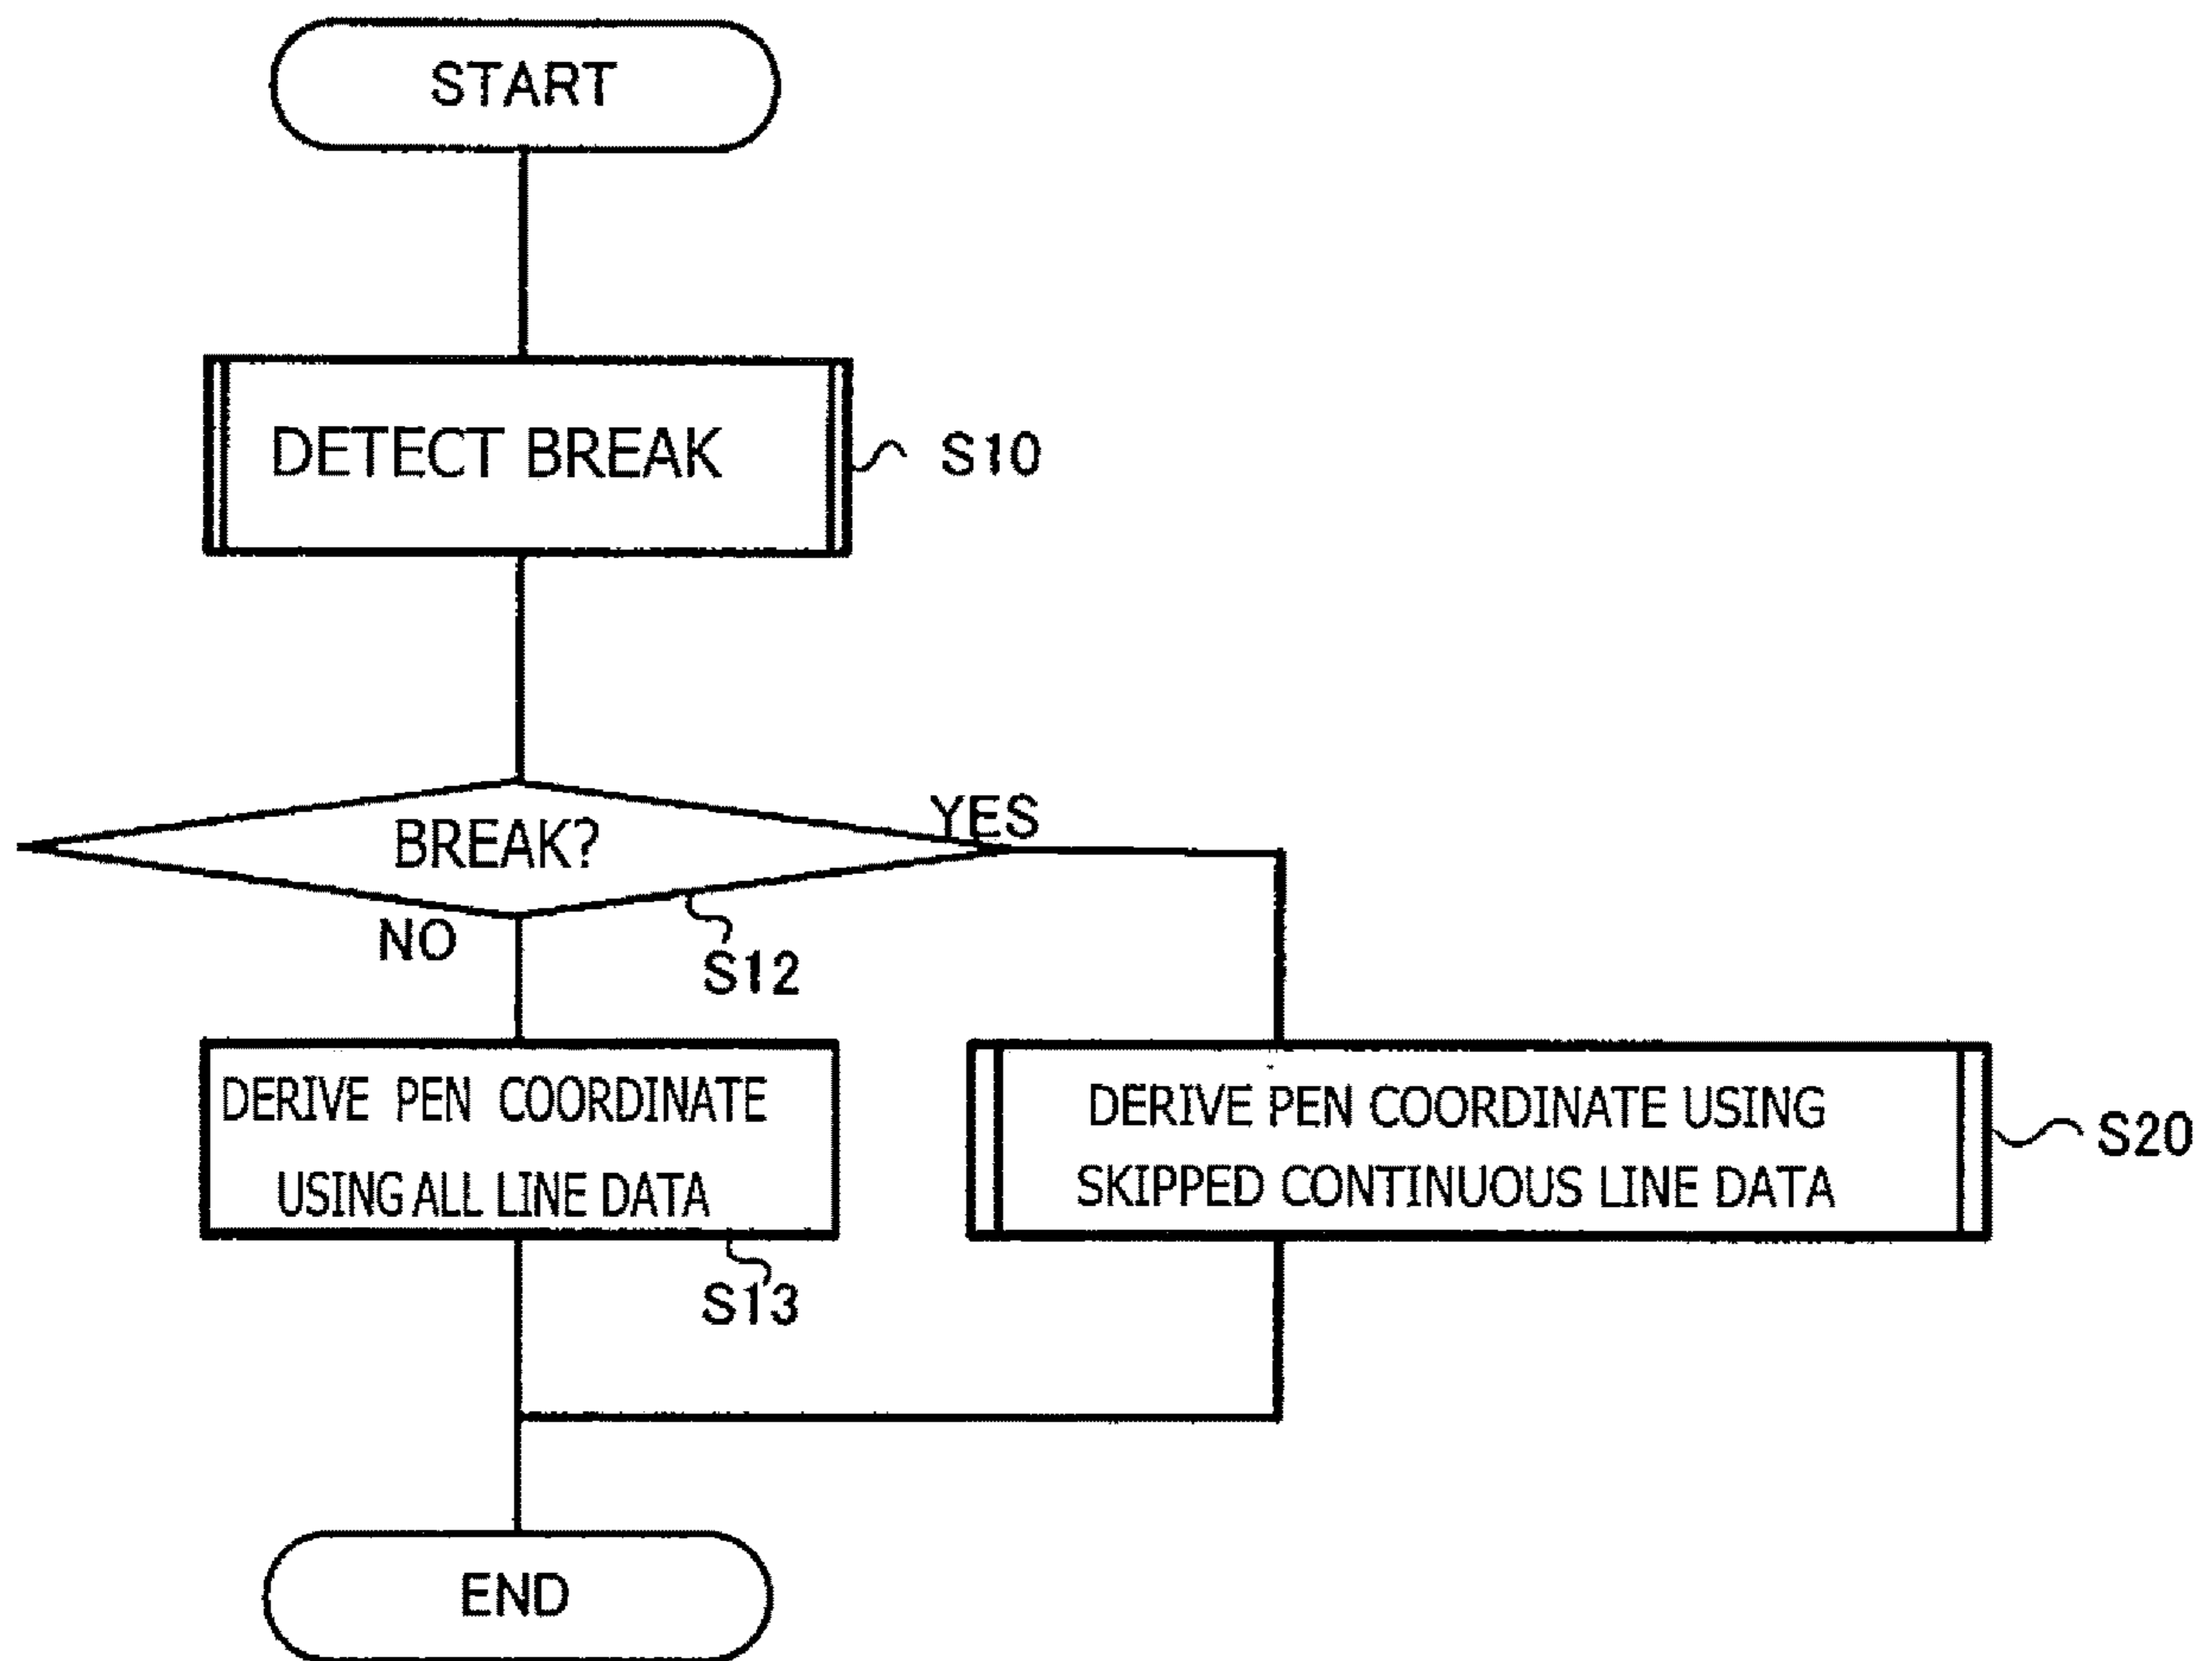 START
DETECT BREAK
S10
BREAK?
YES
NO
S12
DERIVE PEN COORDINATE
USING ALL LINE DATA
S13
DERIVE PEN COORDINATE USING
SKIPPED CONTINUOUS LINE DATA
S20
END